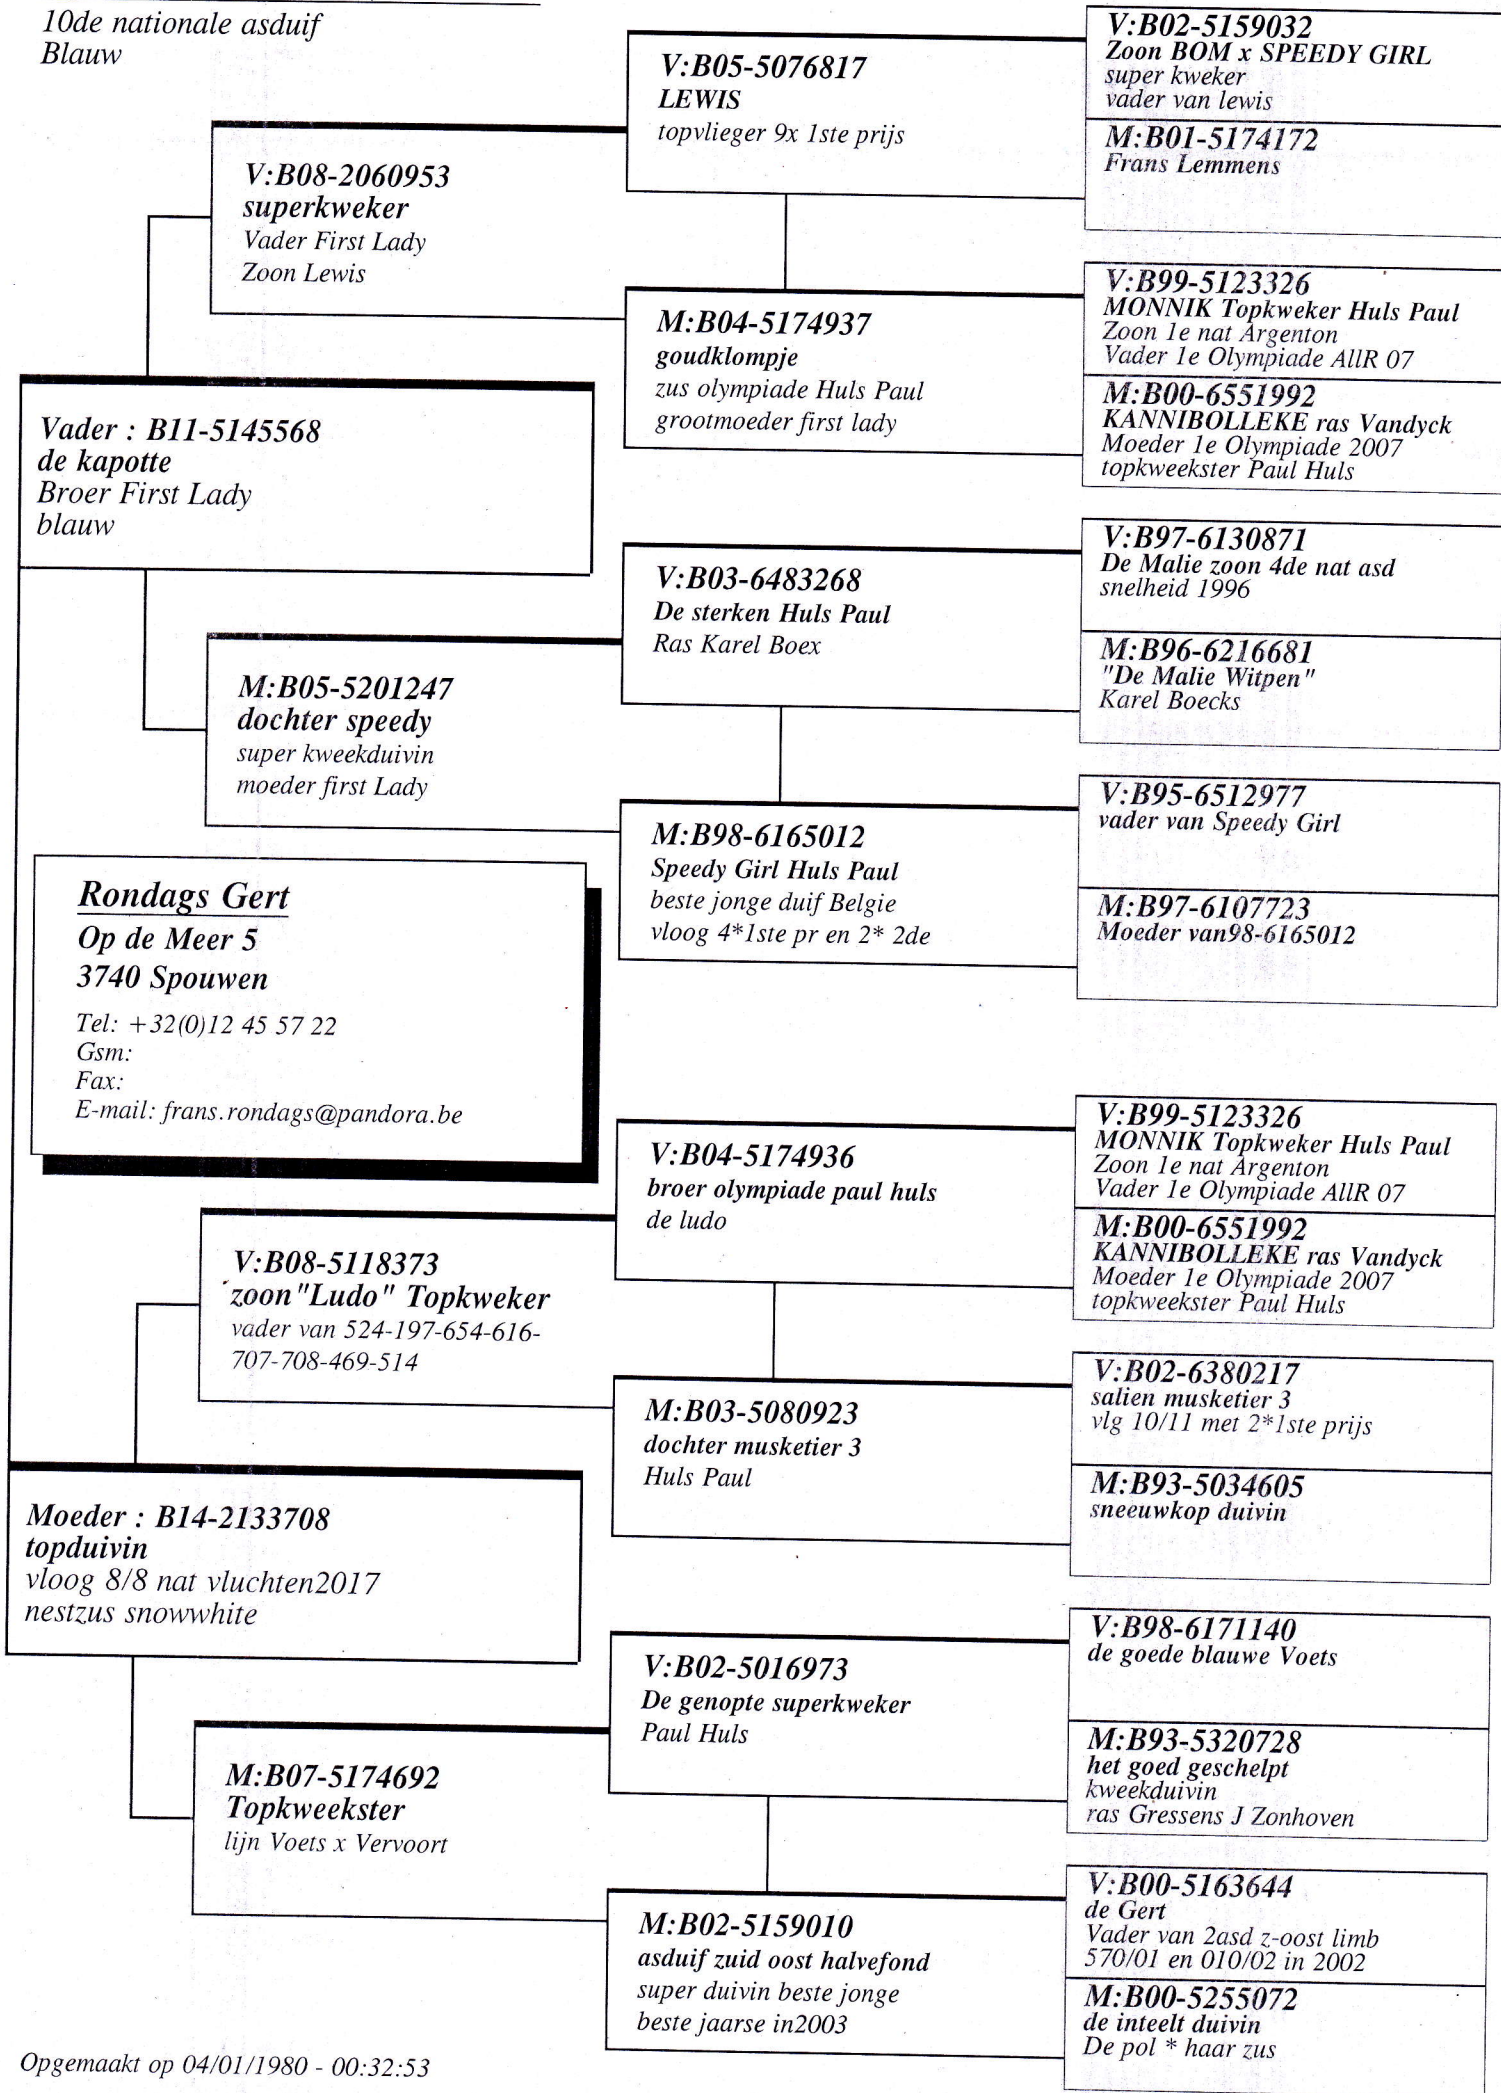 10de nationale asduif
Blauw
V:B08-2060953
superkweker
Vader First Lady
Zoon Lewis
Vader : B11-5145568
de kapotte
Broer First Lady
blauw
M:B05-5201247
dochter speedy
super kweekduivin
moeder first Lady
Rondags Gert
Op de Meer 5
3740 Spouwen
Tel: +32(0)12 45 57 22
Gsm:
Fax:
E-mail: frans.rondags@pandora.be
V:B08-5118373
zoon"Ludo" Topkweker
vader van 524-197-654-616-
707-708-469-514
Moeder : B14-2133708
topduivin
vloog 8/8 nat vluchten2017
nestzus snowwhite
M:B07-5174692
Topkweekster
lijn Voets x Vervoort
V:B05-5076817
LEWIS
topvlieger 9x 1ste prijs
M:B04-5174937
goudklompje
zus olympiade Huls Paul
grootmoeder first lady
V:B03-6483268
De sterken Huls Paul
Ras Karel Boex
M:B98-6165012
Speedy Girl Huls Paul
beste jonge duif Belgie
vloog 4*1ste pr en 2* 2de
V:B04-5174936
broer olympiade paul huls
de ludo
M:B03-5080923
dochter musketier 3
Huls Paul
V:B02-5016973
De genopte superkweker
Paul Huls
M:B02-5159010
asduif zuid oost halvefond
super duivin beste jonge
beste jaarse in2003
V:B02-5159032
Zoon BOM x SPEEDY GIRL
super kweker
vader van lewis
M:B01-5174172
Frans Lemmens
V:B99-5123326
MONNIK Topkweker Huls Paul
Zoon 1e nat Argenton
Vader 1e Olympiade AllR 07
M:B00-6551992
KANNIBOLLEKE ras Vandyck
Moeder 1e Olympiade 2007
topkweekster Paul Huls
V:B97-6130871
De Malie zoon 4de nat asd
snelheid 1996
M:B96-6216681
"De Malie Witpen"
Karel Boecks
V:B95-6512977
vader van Speedy Girl
M:B97-6107723
Moeder van98-6165012
V:B99-5123326
MONNIK Topkweker Huls Paul
Zoon 1e nat Argenton
Vader 1e Olympiade AllR 07
M:B00-6551992
KANNIBOLLEKE ras Vandyck
Moeder 1e Olympiade 2007
topkweekster Paul Huls
V:B02-6380217
salien musketier 3
vlg 10/11 met 2*1ste prijs
M:B93-5034605
sneeuwkop duivin
V:B98-6171140
de goede blauwe Voets
M:B93-5320728
het goed geschelpt
kweekduivin
ras Gressens J Zonhoven
V:B00-5163644
de Gert
Vader van 2asd z-oost limb
570/01 en 010/02 in 2002
M:B00-5255072
de inteelt duivin
De pol * haar zus
Opgemaakt op 04/01/1980 - 00:32:53